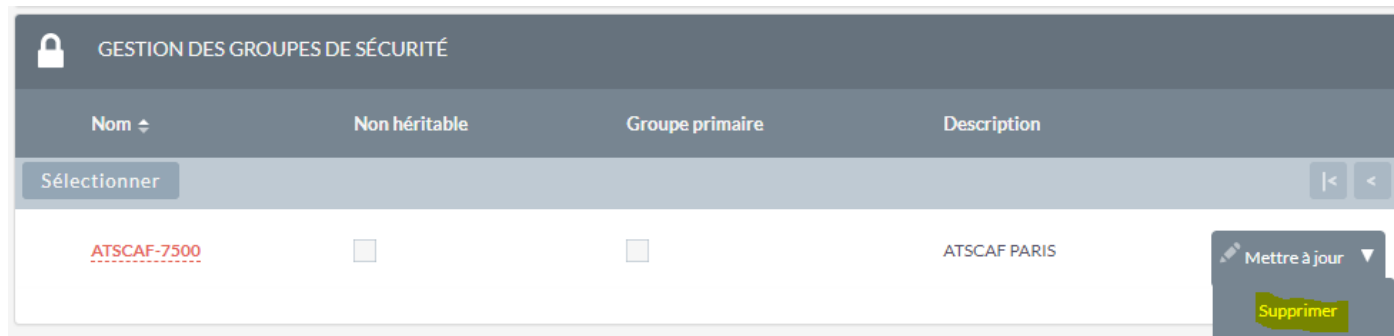 GESTION DES GROUPES DE SÉCURITÉ
Nom Non héritable Groupe primaire Description
Sélectionner |< <
ATSCAF-7500 ATSCAF PARIS Mettre à jour
Supprimer